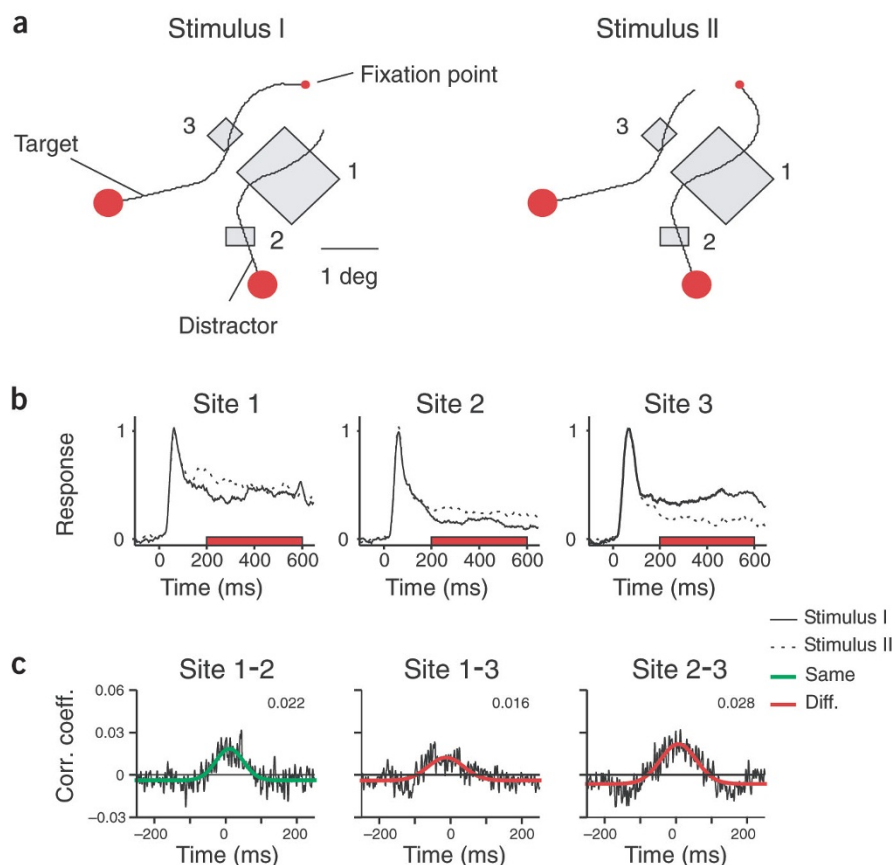 a
Stimulus I
Stimulus II
Fixation point
3
Target
1
2
1 deg
Distractor
3
1
2
b
Site 1
Site 2
Site 3
Response
1
0
0 200 400 600
Time (ms)
1
0
0 200 400 600
Time (ms)
1
0
0 200 400 600
Time (ms)
Stimulus I
Stimulus II
Same
Diff.
c
Site 1-2
Site 1-3
Site 2-3
Corr. coeff.
0.06
0.03
0
–0.03
0.022
0.016
0.028
–200 0 200
Time (ms)
–200 0 200
Time (ms)
–200 0 200
Time (ms)